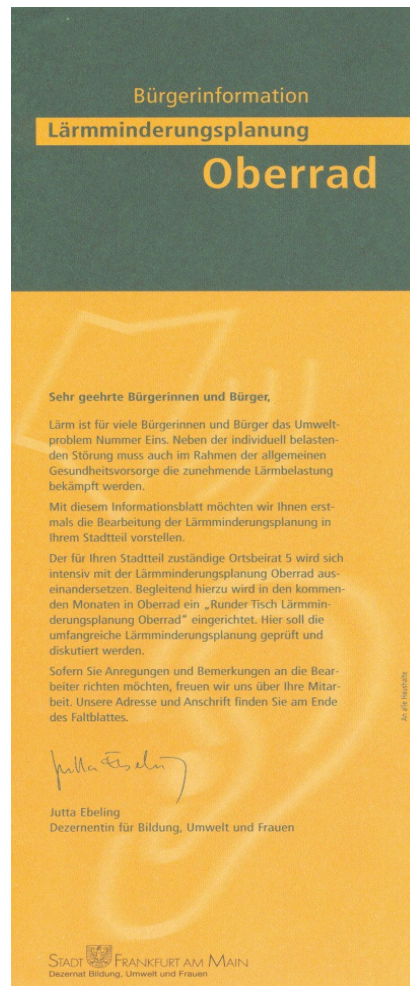 Bürgerinformation
Lärmminderungsplanung
Oberrad
Sehr geehrte Bürgerinnen und Bürger,
Lärm ist für viele Bürgerinnen und Bürger das Umwelt-
problem Nummer Eins. Neben der individuell belasten-
den Störung muss auch im Rahmen der allgemeinen
Gesundheitsvorsorge die zunehmende Lärmbelastung
bekämpft werden.
Mit diesem Informationsblatt möchten wir Ihnen erst-
mals die Bearbeitung der Lärmminderungsplanung in
Ihrem Stadtteil vorstellen.
Der für Ihren Stadtteil zuständige Ortsbeirat 5 wird sich
intensiv mit der Lärmminderungsplanung Oberrad aus-
einandersetzen. Begleitend hierzu wird in den kommen-
den Monaten in Oberrad ein „Runder Tisch Lärmmin-
derungsplanung Oberrad" eingerichtet. Hier soll die
umfangreiche Lärmminderungsplanung geprüft und
diskutiert werden.
Sofern Sie Anregungen und Bemerkungen an die Bear-
beiter richten möchten, freuen wir uns über Ihre Mitar-
beit. Unsere Adresse und Anschrift finden Sie am Ende
des Faltblattes.
An alle Haushalte
Jutta Ebeling
Jutta Ebeling
Dezernentin für Bildung, Umwelt und Frauen
STADT FRANKFURT AM MAIN
Dezernat Bildung, Umwelt und Frauen